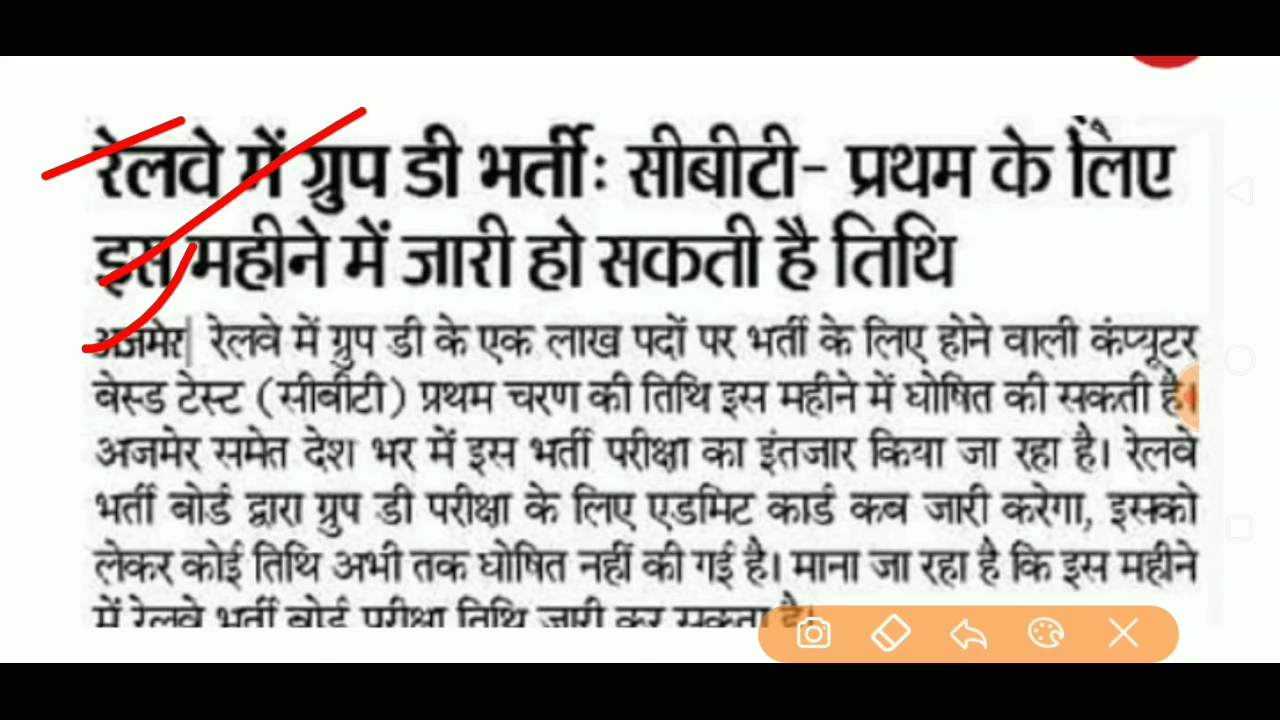 रेलवे में ग्रुप डी भर्तीः सीबीटी- प्रथम के लिए
इस महीने में जारी हो सकती है तिथि
अजमेर| रेलवे में ग्रुप डी के एक लाख पदों पर भर्ती के लिए होने वाली कंप्यूटर
बेस्ड टेस्ट (सीबीटी) प्रथम चरण की तिथि इस महीने में घोषित की सकती है।
अजमेर समेत देश भर में इस भर्ती परीक्षा का इंतजार किया जा रहा है। रेलवे
भर्ती बोर्ड द्वारा ग्रुप डी परीक्षा के लिए एडमिट कार्ड कब जारी करेगा, इसको
लेकर कोई तिथि अभी तक घोषित नहीं की गई है। माना जा रहा है कि इस महीने
में रेलवे भर्ती बोर्ड परीक्षा तिथि जारी कर सकता है।